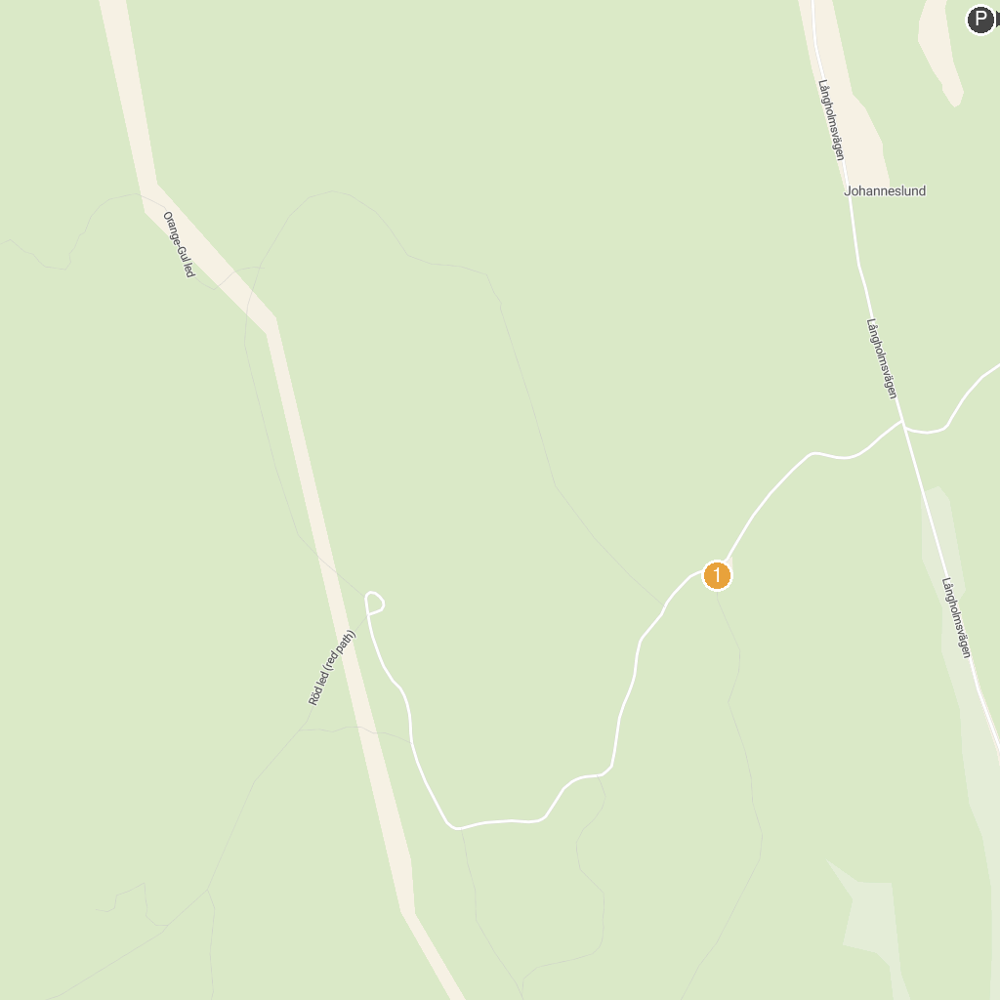 P
Långholmsvägen
Johanneslund
Orange-Gul led
Långholmsvägen
1
Långholmsvägen
Röd led (red path)